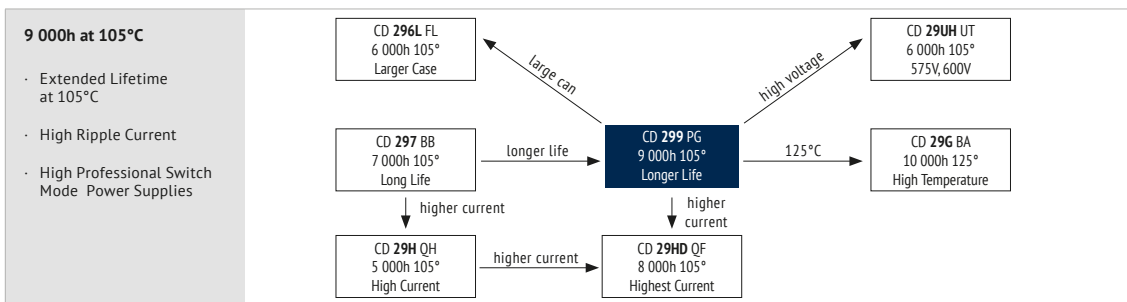 9 000h at 105°C
· Extended Lifetime
at 105°C
· High Ripple Current
· High Professional Switch
Mode Power Supplies
CD 296L FL
6 000h 105°
Larger Case
large can
high voltage
CD 29UH UT
6 000h 105°
575V, 600V
CD 297 BB
7 000h 105°
Long Life
longer life
CD 299 PG
9 000h 105°
Longer Life
125°C
CD 29G BA
10 000h 125°
High Temperature
higher current
higher
current
CD 29H QH
5 000h 105°
High Current
higher current
CD 29HD QF
8 000h 105°
Highest Current